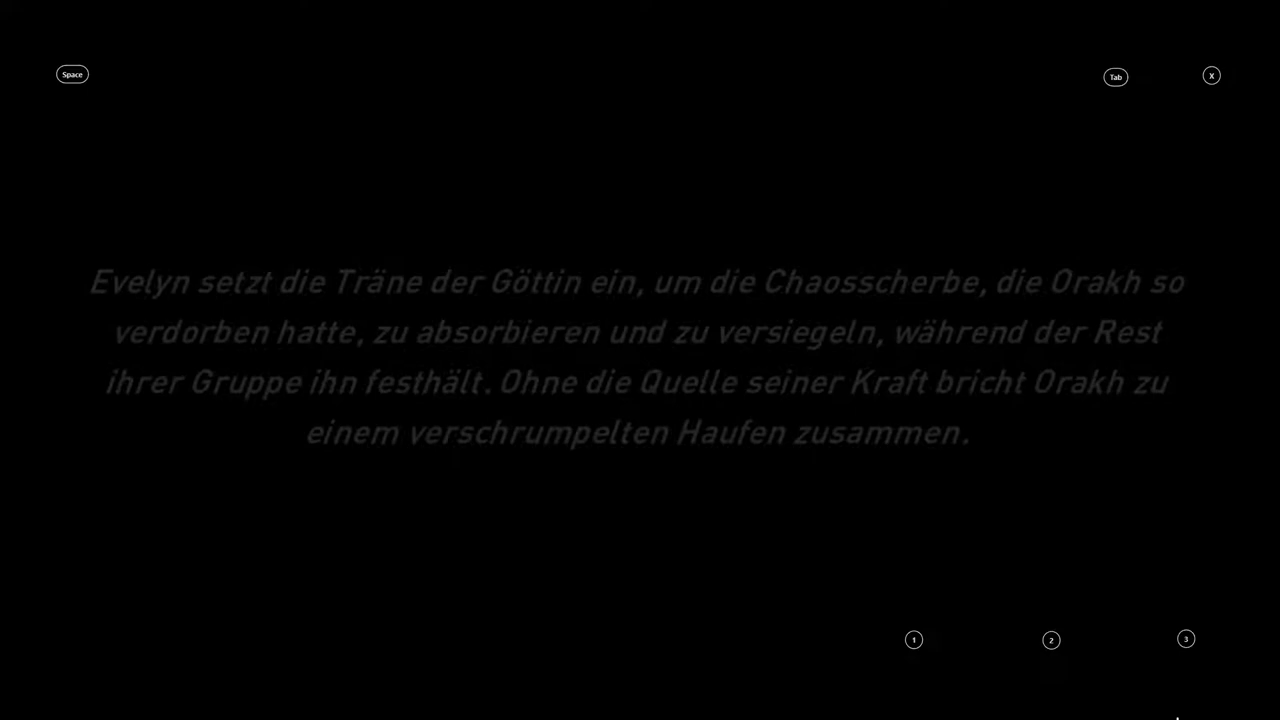 Space
Tab
X
Evelyn setzt die Träne der Göttin ein, um die Chaosscherbe, die Orakh so
verdorben hatte, zu absorbieren und zu versiegeln, während der Rest
ihrer Gruppe ihn festhält. Ohne die Quelle seiner Kraft bricht Orakh zu
einem verschrumpelten Haufen zusammen.
1
2
3